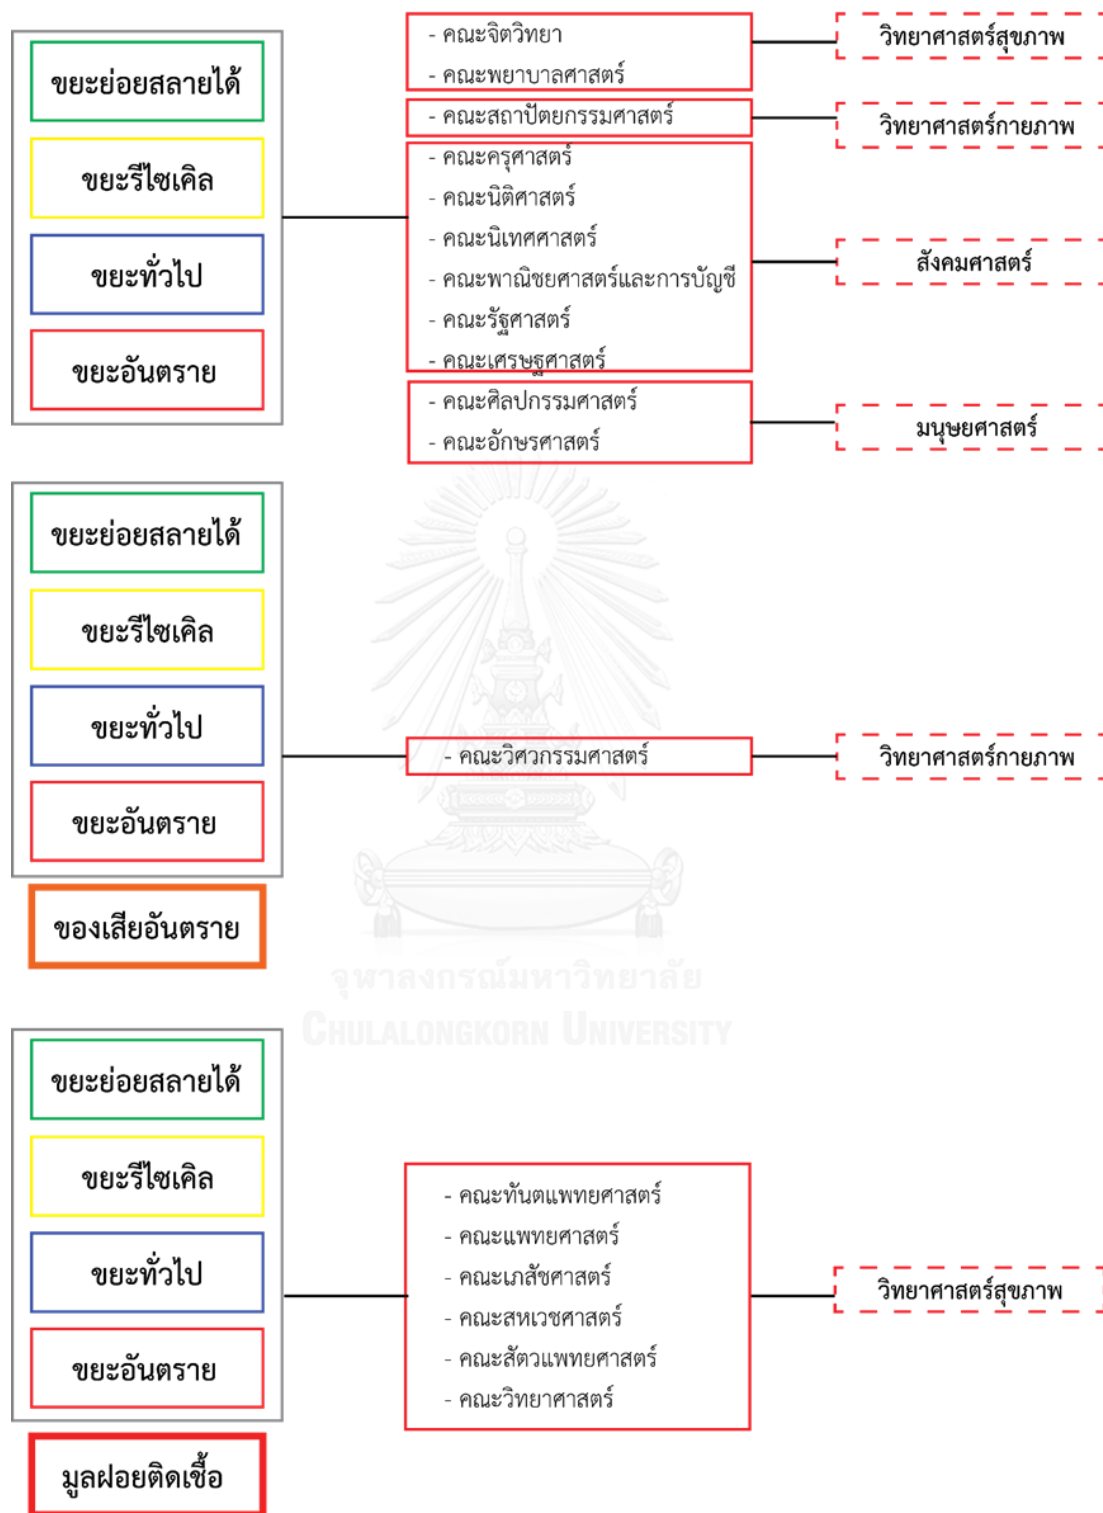 ขยะย่อยสลายได้
ขยะรีไซเคิล
ขยะทั่วไป
ขยะอันตราย
- คณะจิตวิทยา
- คณะพยาบาลศาสตร์
วิทยาศาสตร์สุขภาพ
- คณะสถาปัตยกรรมศาสตร์
วิทยาศาสตร์กายภาพ
- คณะครุศาสตร์
- คณะนิติศาสตร์
- คณะนิเทศศาสตร์
- คณะพาณิชยศาสตร์และการบัญชี
- คณะรัฐศาสตร์
- คณะเศรษฐศาสตร์
สังคมศาสตร์
- คณะศิลปกรรมศาสตร์
- คณะอักษรศาสตร์
มนุษยศาสตร์
ขยะย่อยสลายได้
ขยะรีไซเคิล
ขยะทั่วไป
ขยะอันตราย
ของเสียอันตราย
- คณะวิศวกรรมศาสตร์
วิทยาศาสตร์กายภาพ
จุฬาลงกรณ์มหาวิทยาลัย
CHULALONGKORN UNIVERSITY
ขยะย่อยสลายได้
ขยะรีไซเคิล
ขยะทั่วไป
ขยะอันตราย
มูลฝอยติดเชื้อ
- คณะทันตแพทยศาสตร์
- คณะแพทยศาสตร์
- คณะเภสัชศาสตร์
- คณะสหเวชศาสตร์
- คณะสัตวแพทยศาสตร์
- คณะวิทยาศาสตร์
วิทยาศาสตร์สุขภาพ